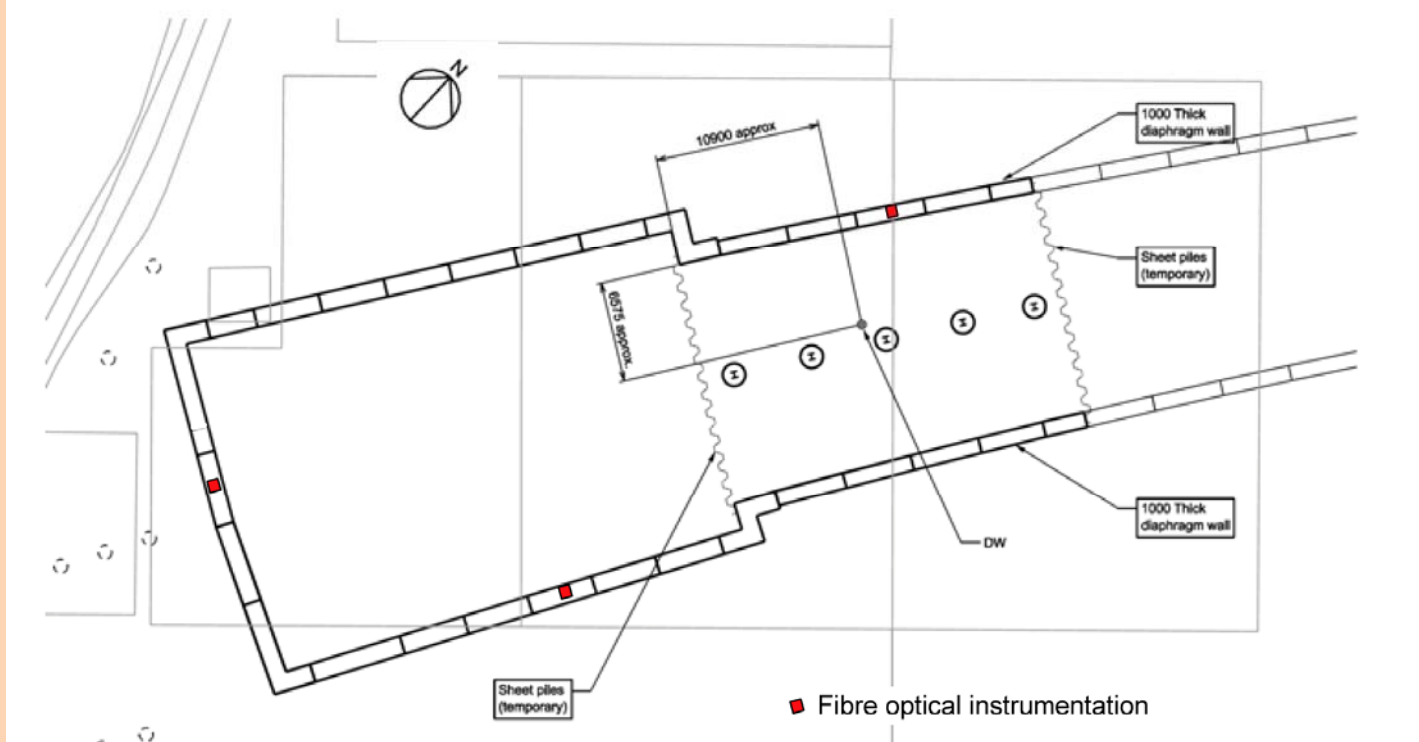 N
10900 approx
1000 Thick
diaphragm wall
Sheet piles
(temporary)
6575 approx.
H
H
H
H
H
1000 Thick
diaphragm wall
DW
Sheet piles
(temporary)
Fibre optical instrumentation